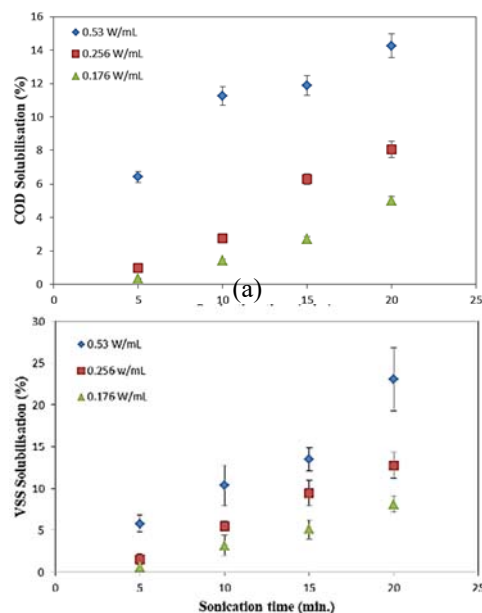 16
14
12
10
8
6
4
2
0
COD Solubilisation (%)
0.53 W/mL
0.256 W/mL
0.176 W/mL
0 5 10 15 20 25
(a)
30
25
20
15
10
5
0
VSS Solubilisation (%)
0.53 W/mL
0.256 w/mL
0.176 W/mL
0 5 10 15 20 25
Sonication time (min.)